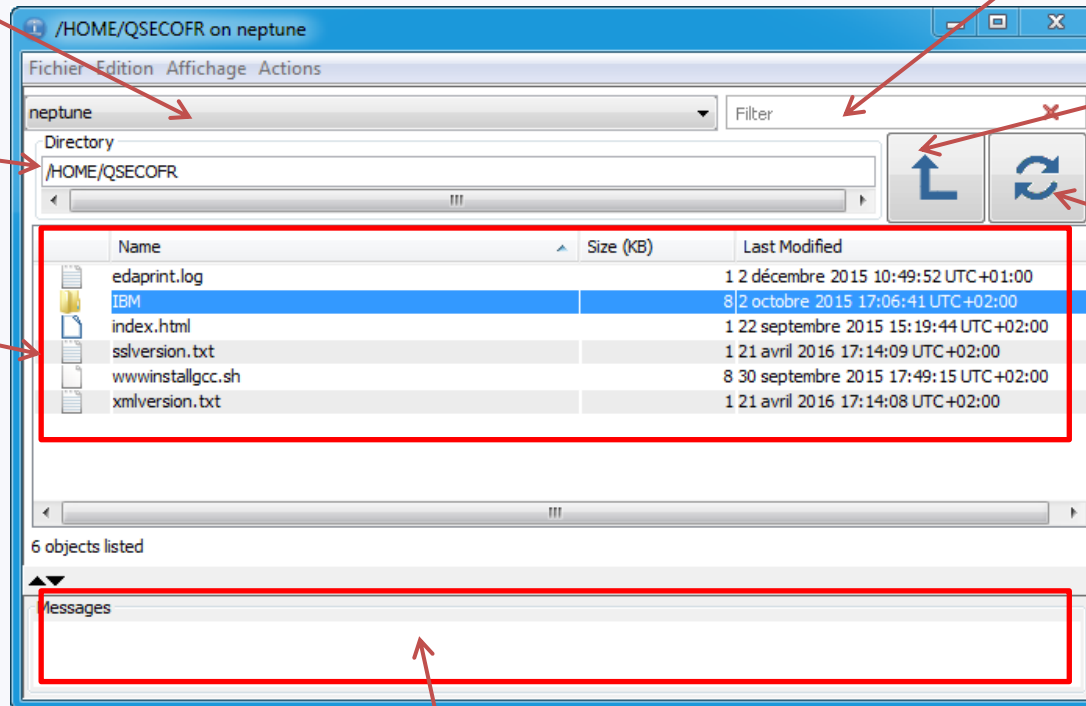 /HOME/QSECOFR on neptune
Fichier Edition Affichage Actions
neptune
Filter
Directory
/HOME/QSECOFR
Name Size (KB) Last Modified
edaprint.log 1 2 décembre 2015 10:49:52 UTC+01:00
IBM 8 2 octobre 2015 17:06:41 UTC+02:00
index.html 1 22 septembre 2015 15:19:44 UTC+02:00
sslversion.txt 1 21 avril 2016 17:14:09 UTC+02:00
wwwinstallgcc.sh 8 30 septembre 2015 17:49:15 UTC+02:00
xmlversion.txt 1 21 avril 2016 17:14:08 UTC+02:00
6 objects listed
Messages